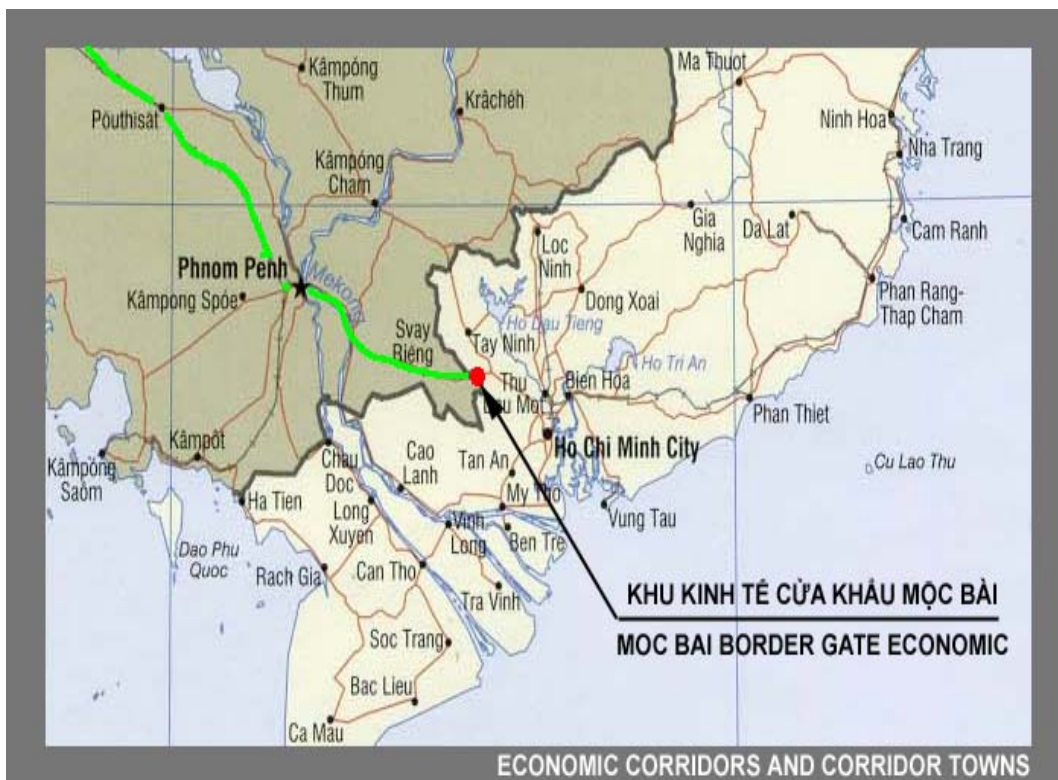 Kâmpóng
Thum
Ma Thuot
Krâchéh
Poŭthisăt
Ninh Hoa
Nha Trang
Kâmpóng
Cham
Gia
Nghia
Da Lat
Cam Ranh
Loc
Ninh
Phnom Penh
Mekong
Kâmpong Spóe
Dong Xoai
Phan Rang-
Thap Cham
Svay
Riĕng
Ho Dau Tieng
Tay Ninh
Ho Tri An
Thu
Dau Mot
Bien Hoa
Phan Thiet
Kâmpôt
Kâmpóng
Saôm
Chau
Doc
Cao
Lanh
Tan An
Ho Chi Minh City
Cu Lao Thu
Ha Tien
Long
Xuyen
My Tho
Vung Tau
Dao Phu
Quoc
Vinh
Long
Ben Tre
Rach Gia
Can Tho
Tra Vinh
KHU KINH TẾ CỬA KHẨU MỘC BÀI
MOC BAI BORDER GATE ECONOMIC
Soc Trang
Bac Lieu
Ca Mau
ECONOMIC CORRIDORS AND CORRIDOR TOWNS